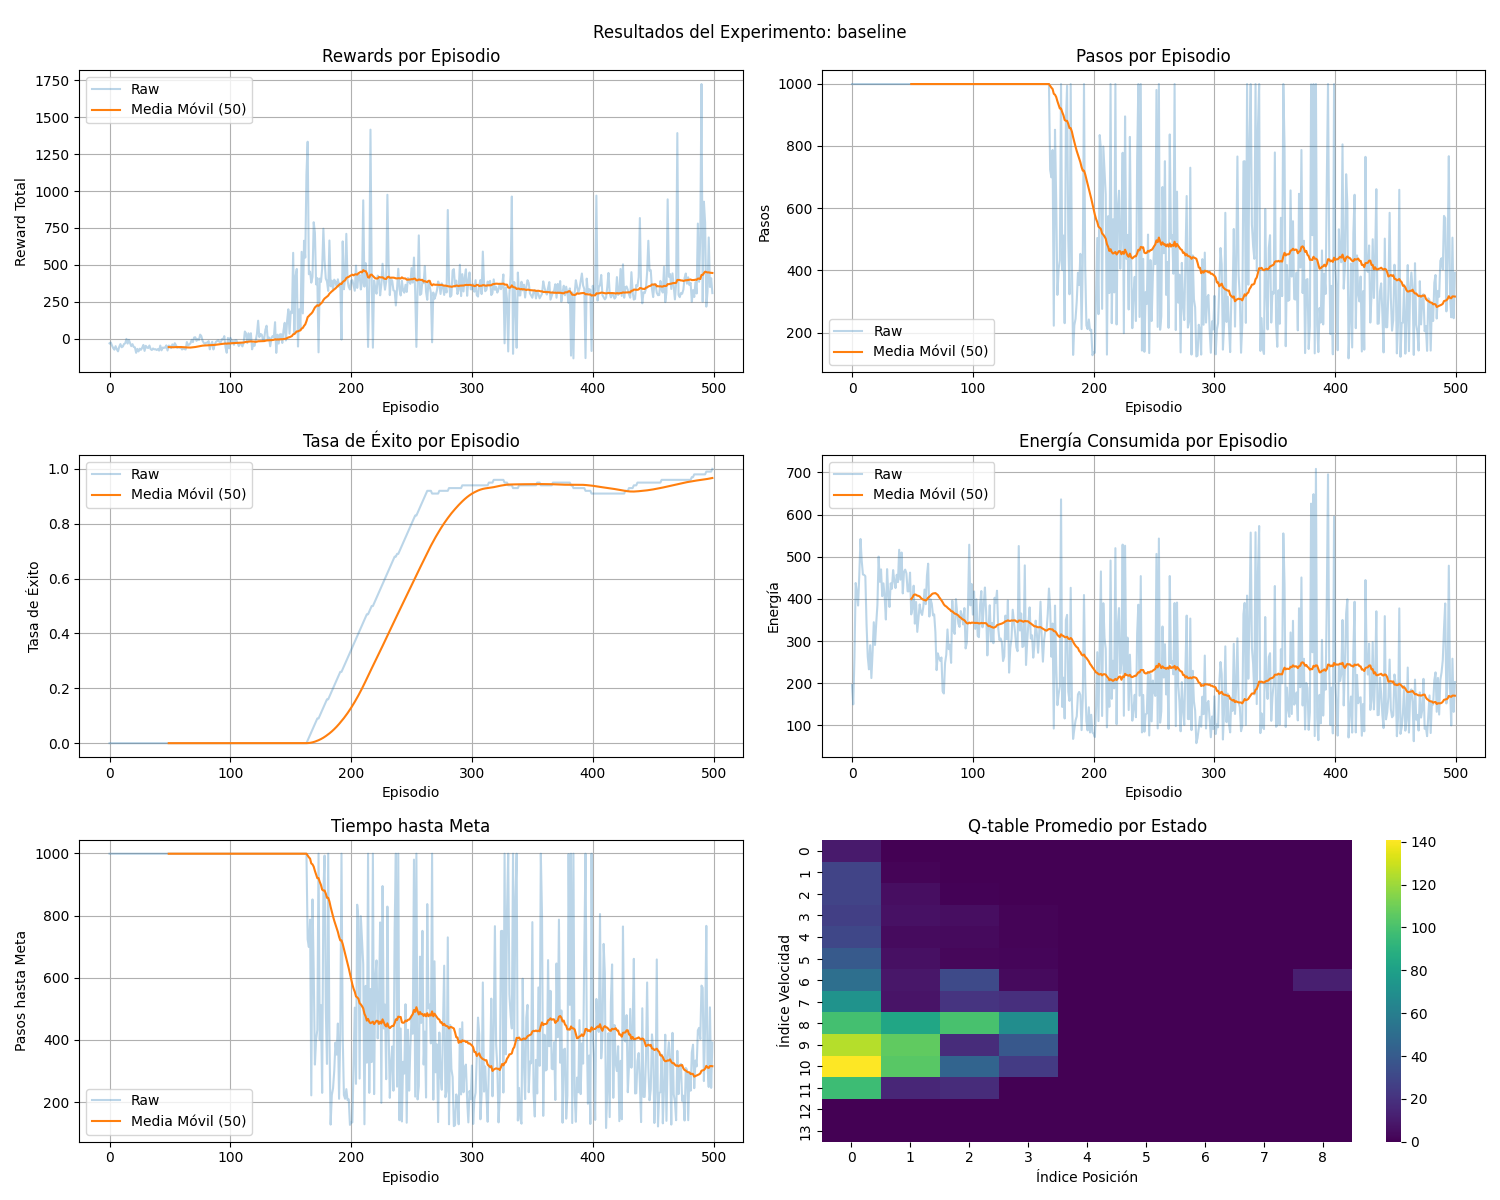 Resultados del Experimento: baseline
Rewards por Episodio
1750
1500
1250
1000
750
500
250
0
Reward Total
Raw
Media Móvil (50)
0 100 200 300 400 500
Episodio
Pasos por Episodio
1000
800
600
400
200
Pasos
Raw
Media Móvil (50)
0 100 200 300 400 500
Episodio
Tasa de Éxito por Episodio
1.0
0.8
0.6
0.4
0.2
0.0
Tasa de Éxito
Raw
Media Móvil (50)
0 100 200 300 400 500
Episodio
Energía Consumida por Episodio
700
600
500
400
300
200
100
Energía
Raw
Media Móvil (50)
0 100 200 300 400 500
Episodio
Tiempo hasta Meta
1000
800
600
400
200
Pasos hasta Meta
Raw
Media Móvil (50)
0 100 200 300 400 500
Episodio
Q-table Promedio por Estado
0
1
2
3
4
5
6
7
8
9
10
11
12
13
Índice Velocidad
0 1 2 3 4 5 6 7 8
Índice Posición
140
120
100
80
60
40
20
0